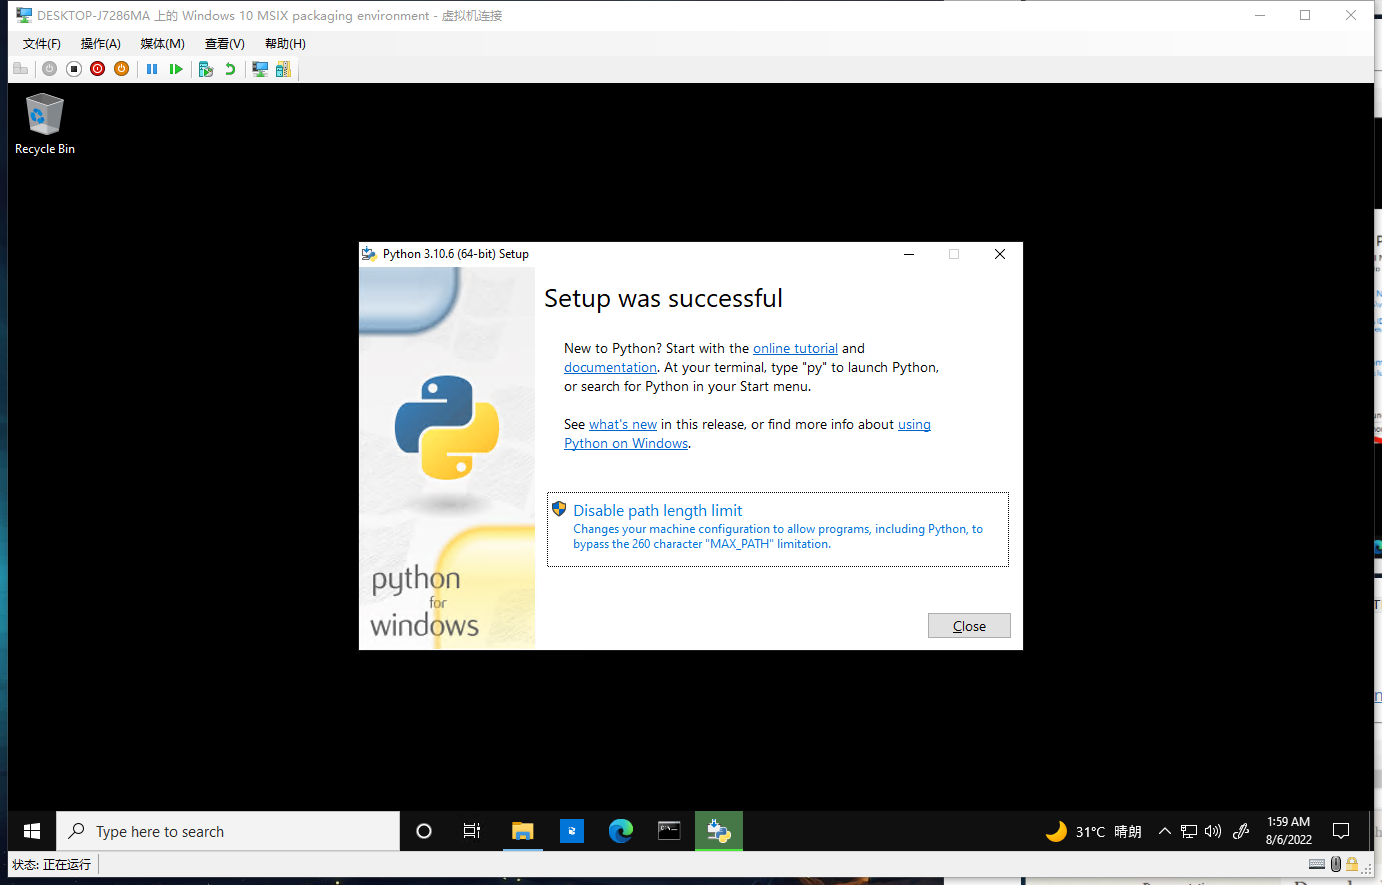 DESKTOP-J7286MA 上的 Windows 10 MSIX packaging environment - 虚拟机连接
文件(F) 操作(A) 媒体(M) 查看(V) 帮助(H)
Recycle Bin
Python 3.10.6 (64-bit) Setup
Setup was successful
New to Python? Start with the online tutorial and
documentation. At your terminal, type "py" to launch Python,
or search for Python in your Start menu.
See what's new in this release, or find more info about using
Python on Windows.
Disable path length limit
Changes your machine configuration to allow programs, including Python, to
bypass the 260 character "MAX_PATH" limitation.
python
for
windows
Close
Type here to search
31°C 晴朗
1:59 AM
8/6/2022
状态: 正在运行